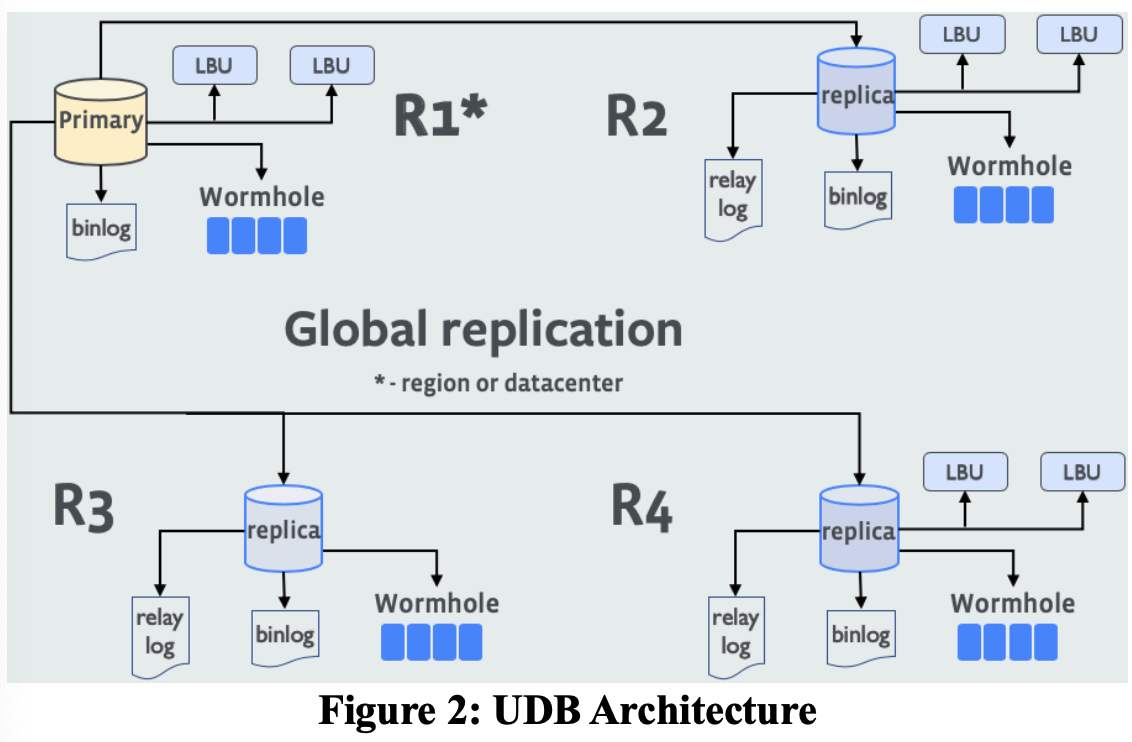 LBU
LBU
Primary
R1*
binlog
Wormhole
R2
LBU
LBU
replica
relay
log
binlog
Wormhole
Global replication
* - region or datacenter
R3
replica
relay
log
binlog
Wormhole
R4
LBU
LBU
replica
relay
log
binlog
Wormhole
Figure 2: UDB Architecture